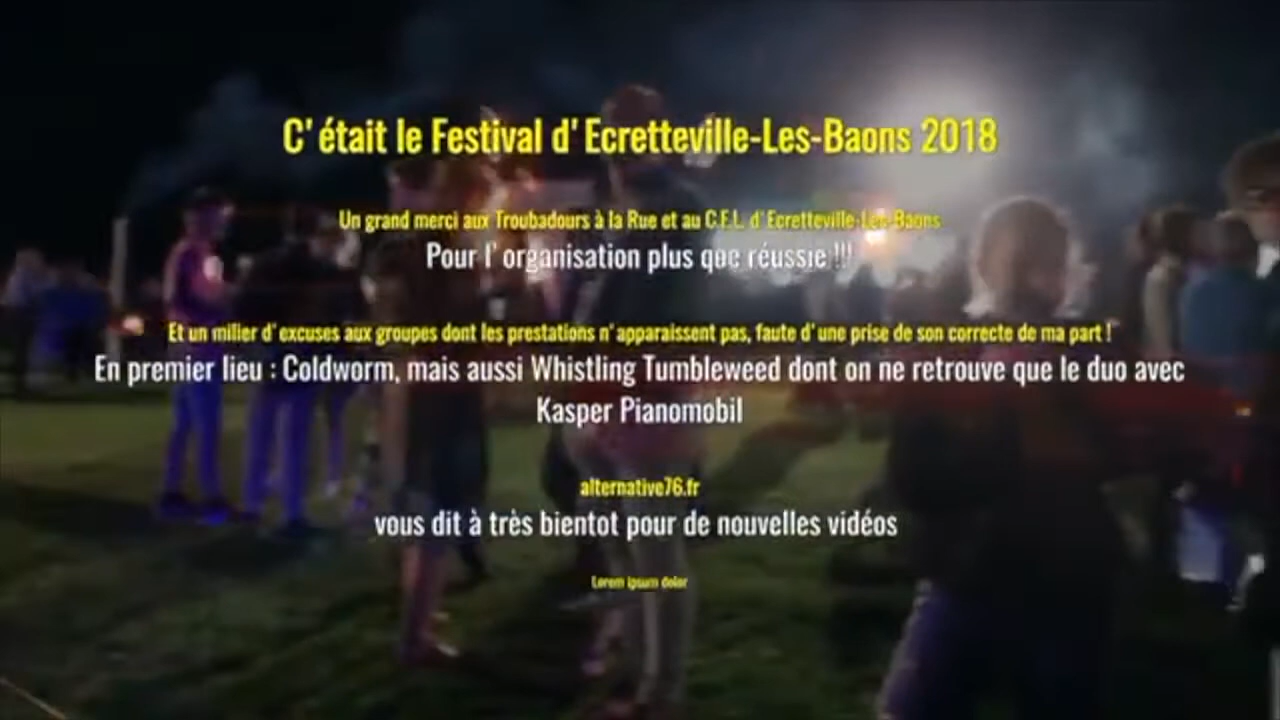 C'était le Festival d'Ecretteville-Les-Baons 2018
Un grand merci aux Troubadours à la Rue et au C.F.L. d'Ecretteville-Les-Baons
Pour l'organisation plus que réussie !!!
Et un milier d'excuses aux groupes dont les prestations n'apparaissent pas, faute d'une prise de son correcte de ma part !
En premier lieu : Coldworm, mais aussi Whistling Tumbleweed dont on ne retrouve que le duo avec
Kasper Pianomobil
alternative76.fr
vous dit à très bientot pour de nouvelles vidéos
Lorem ipsum dolor